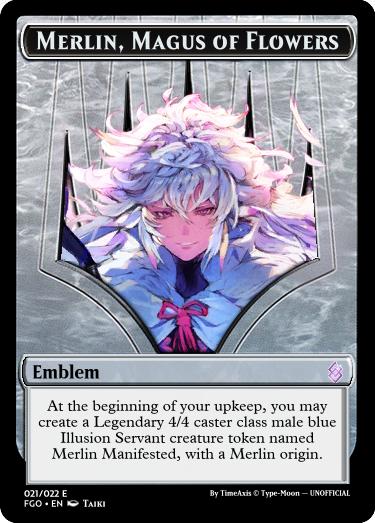 MERLIN, MAGUS OF FLOWERS
Emblem
At the beginning of your upkeep, you may
create a Legendary 4/4 caster class male blue
Illusion Servant creature token named
Merlin Manifested, with a Merlin origin.
021/022 E
FGO • EN TAIKI
By TimeAxis © Type-Moon — UNOFFICIAL